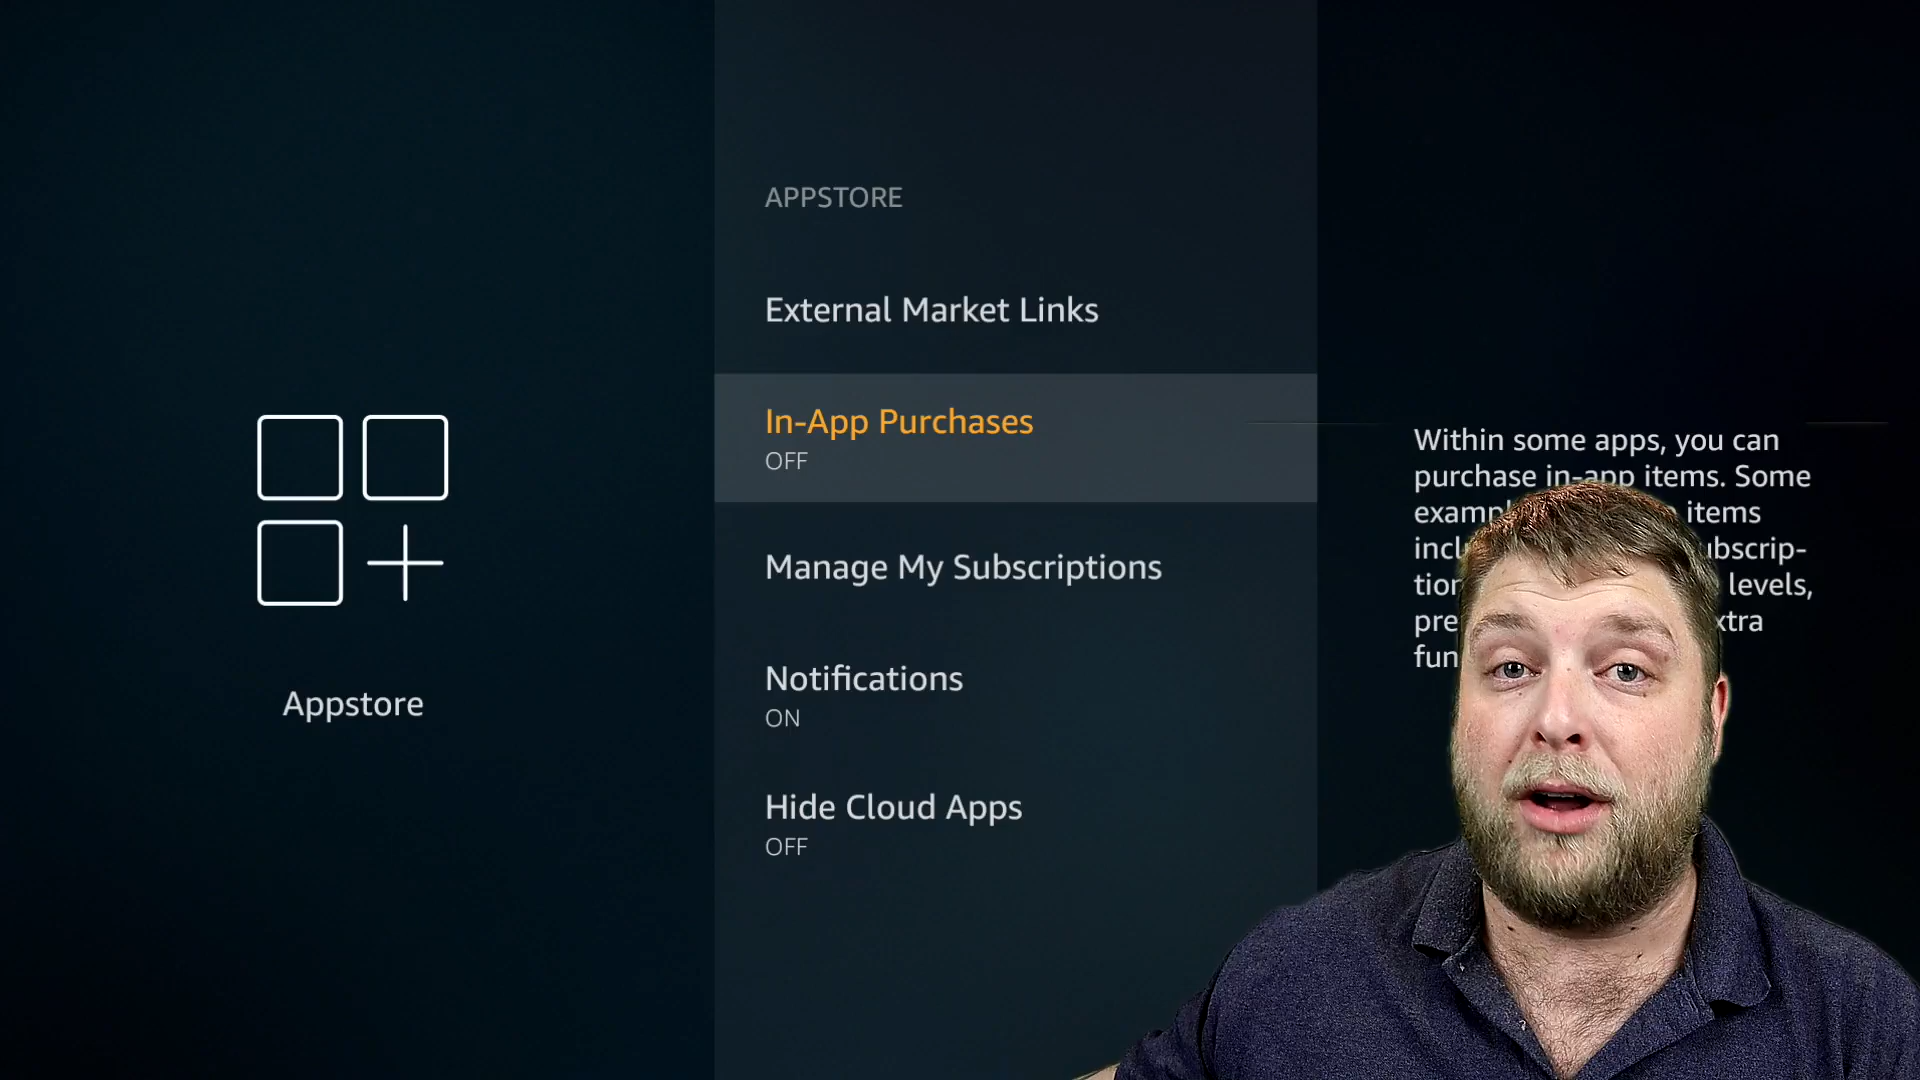 Appstore
APPSTORE
External Market Links
In-App Purchases
OFF
Manage My Subscriptions
Notifications
ON
Hide Cloud Apps
OFF
Within some apps, you can
purchase in-app items. Some
items
levels,